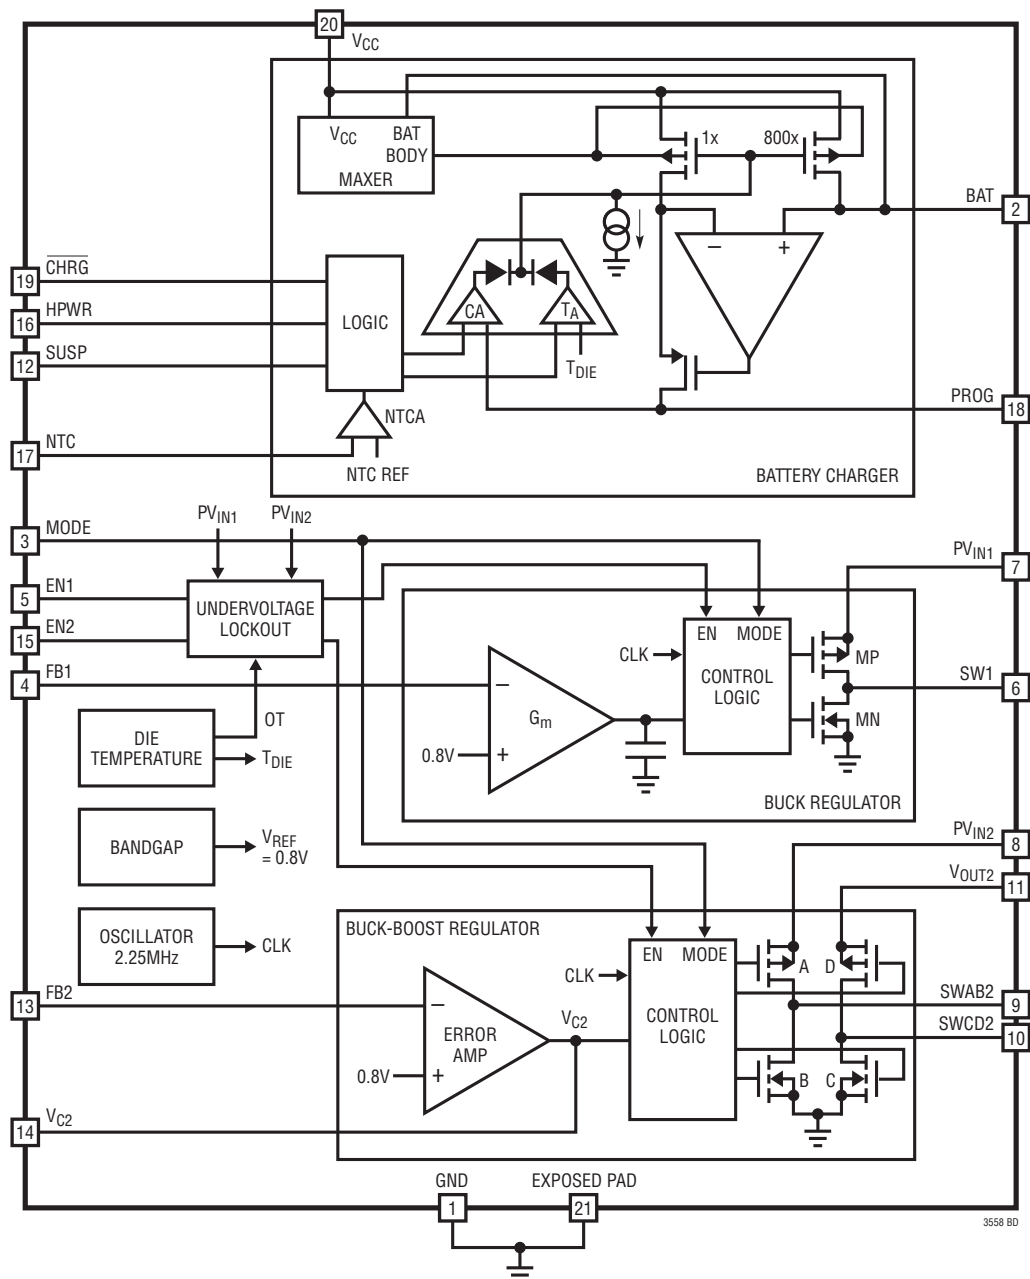 20
VCC
VCC
BAT
BODY
MAXER
1x
800x
BAT
2
–
+
19
CHRG
16
HPWR
12
SUSP
LOGIC
CA
TA
TDIE
PROG
18
NTCA
17
NTC
NTC REF
BATTERY CHARGER
PVIN1
PVIN2
3
MODE
PVIN1
7
5
EN1
15
EN2
UNDERVOLTAGE
LOCKOUT
EN
MODE
CLK
CONTROL
LOGIC
MP
4
FB1
–
SW1
6
Gm
MN
OT
DIE
TEMPERATURE
TDIE
0.8V
+
BUCK REGULATOR
BANDGAP
VREF
= 0.8V
PVIN2
8
VOUT2
11
OSCILLATOR
2.25MHz
CLK
BUCK-BOOST REGULATOR
EN
MODE
CLK
A
D
13
FB2
–
SWAB2
9
VC2
CONTROL
LOGIC
SWCD2
10
ERROR
AMP
0.8V
+
B
C
14
VC2
GND
EXPOSED PAD
1
21
3558 BD